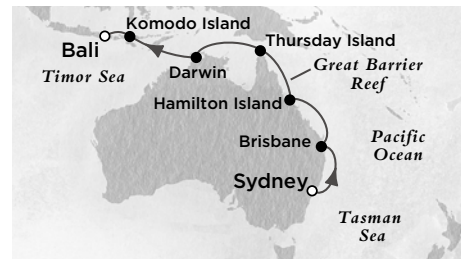 Komodo Island
Bali
Thursday Island
Timor Sea
Darwin
Great Barrier
Reef
Hamilton Island
Brisbane
Pacific
Ocean
Sydney
Tasman
Sea